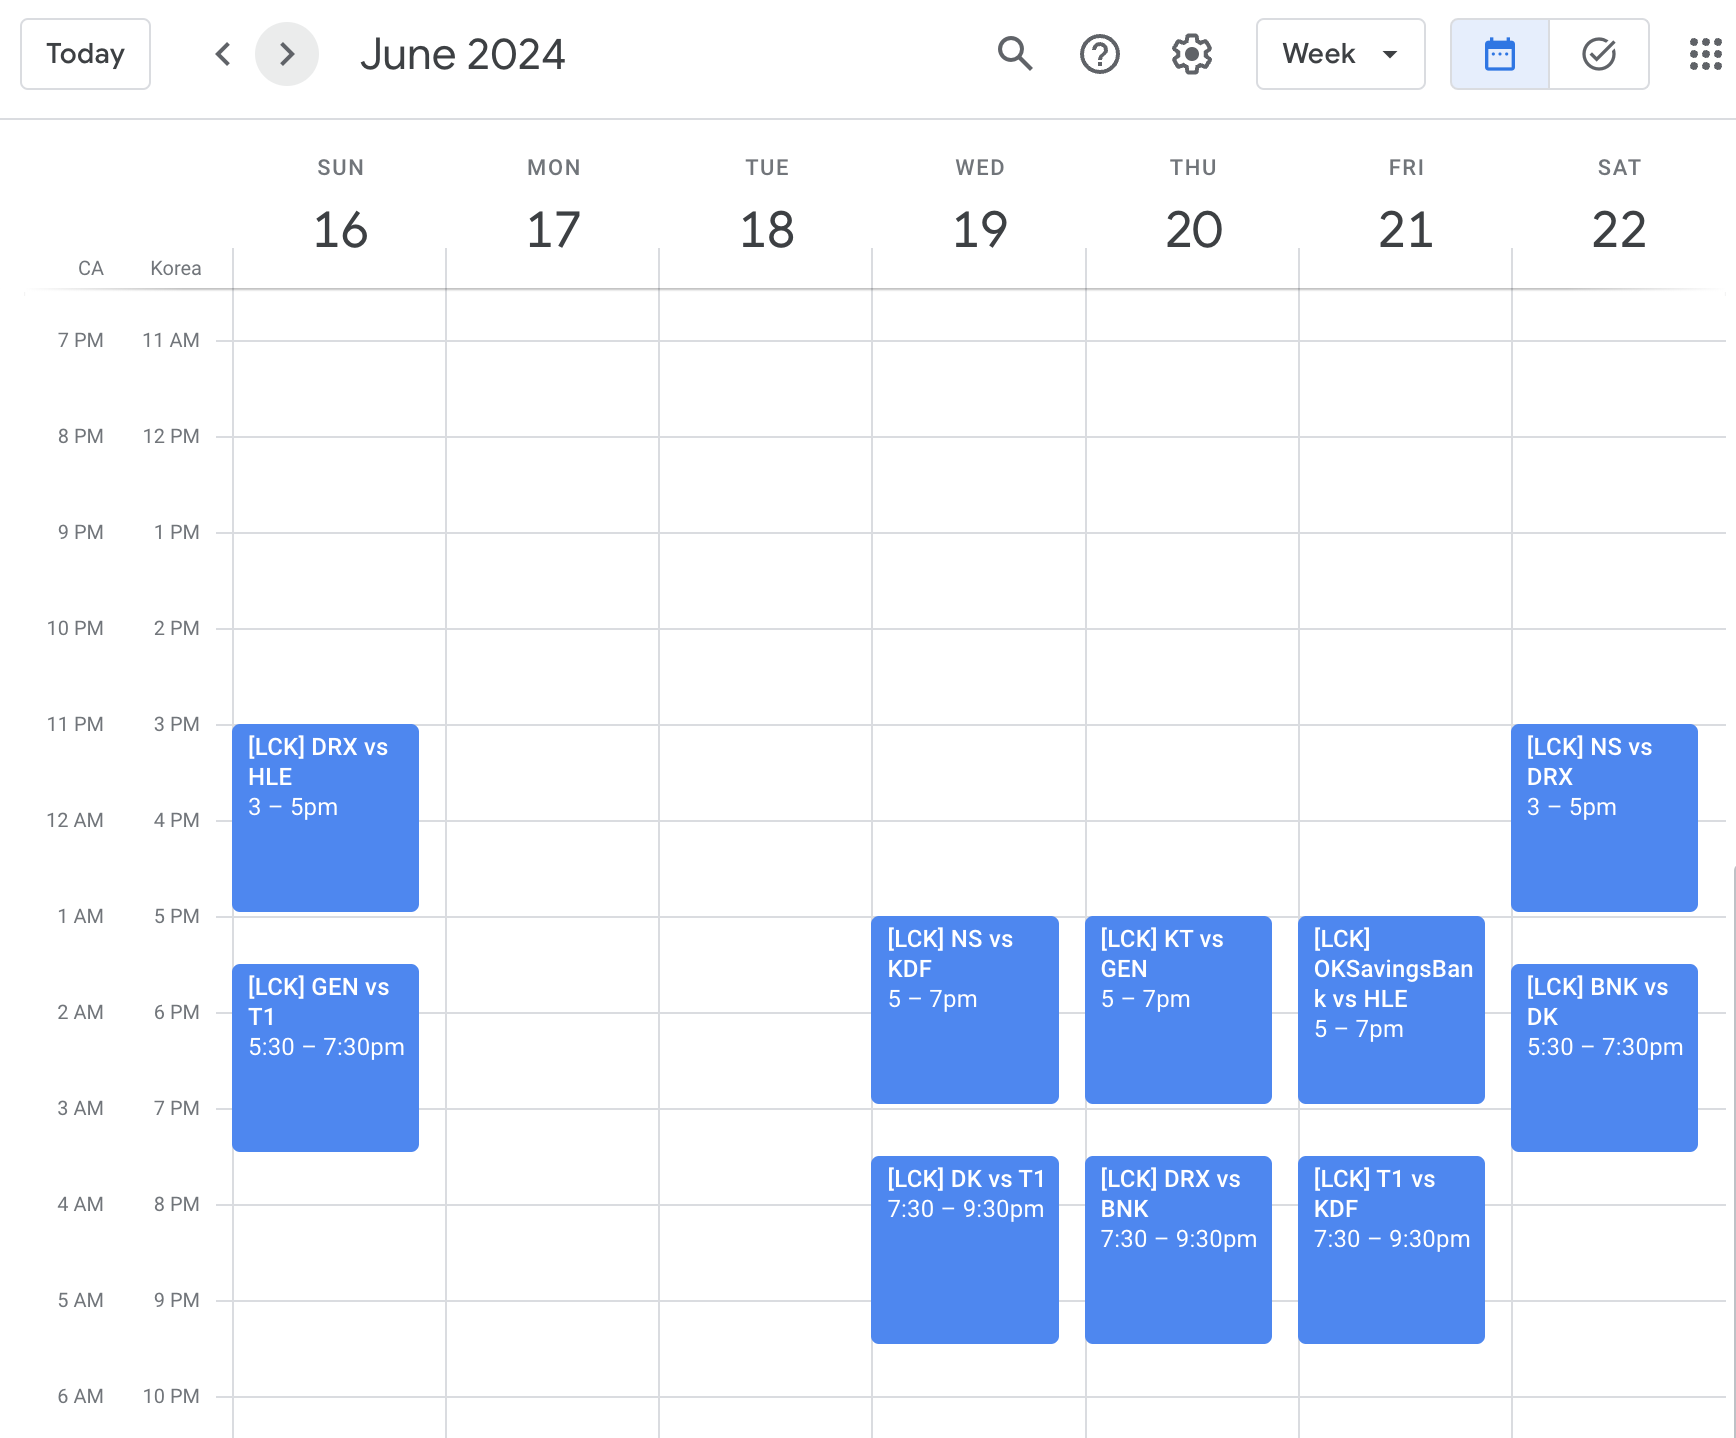 Today
June 2024
Week
SUN MON TUE WED THU FRI SAT
16 17 18 19 20 21 22
CA Korea
7 PM 11 AM
8 PM 12 PM
9 PM 1 PM
10 PM 2 PM
11 PM 3 PM
12 AM 4 PM
1 AM 5 PM
2 AM 6 PM
3 AM 7 PM
4 AM 8 PM
5 AM 9 PM
6 AM 10 PM
[LCK] DRX vs
HLE
3 – 5pm
[LCK] GEN vs
T1
5:30 – 7:30pm
[LCK] NS vs
KDF
5 – 7pm
[LCK] DK vs T1
7:30 – 9:30pm
[LCK] KT vs
GEN
5 – 7pm
[LCK] DRX vs
BNK
7:30 – 9:30pm
[LCK]
OKSavingsBan
k vs HLE
5 – 7pm
[LCK] T1 vs
KDF
7:30 – 9:30pm
[LCK] NS vs
DRX
3 – 5pm
[LCK] BNK vs
DK
5:30 – 7:30pm